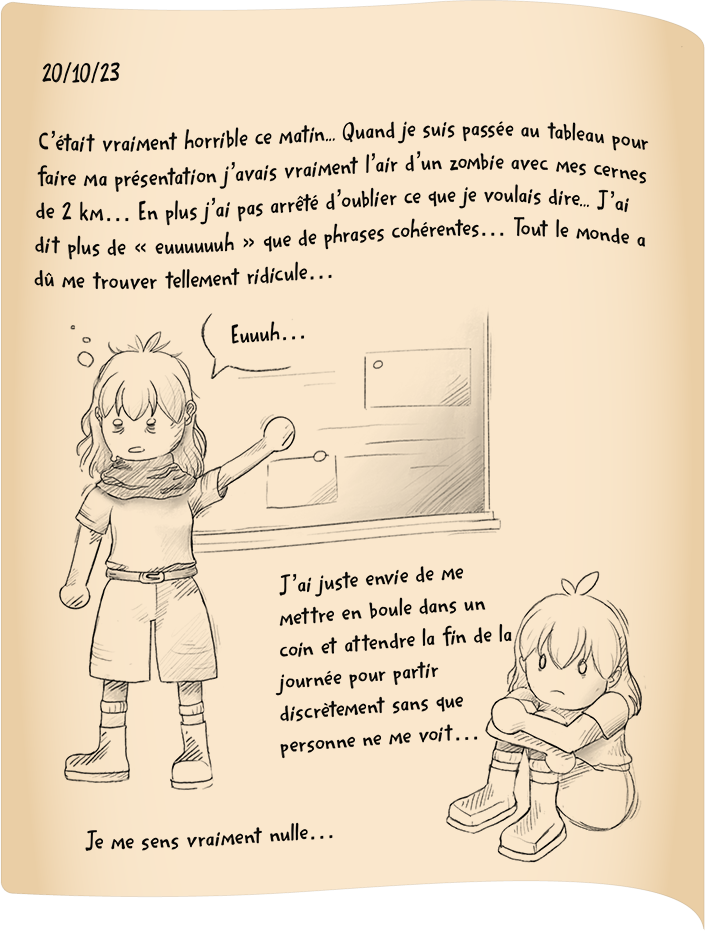 20/10/23
C'était vraiment horrible ce matin... Quand je suis passée au tableau pour
faire ma présentation j'avais vraiment l'air d'un zombie avec mes cernes
de 2 km... En plus j'ai pas arrêté d'oublier ce que je voulais dire... J'ai
dit plus de « euuuuuuh » que de phrases cohérentes... Tout le monde a
dû me trouver tellement ridicule...
Euuuh...
J'ai juste envie de me
mettre en boule dans un
coin et attendre la fin de la
journée pour partir
discrètement sans que
personne ne me voit...
Je me sens vraiment nulle...